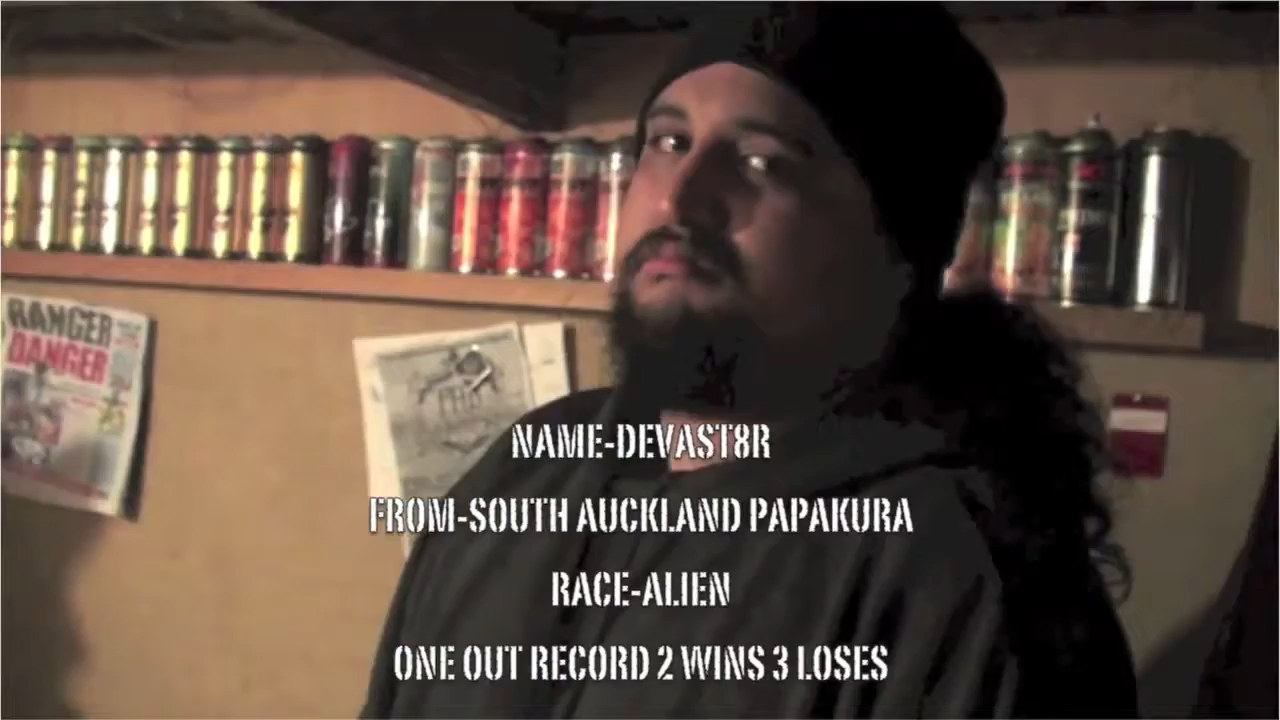 RANGER
DANGER
NAME-DEVAST8R
FROM-SOUTH AUCKLAND PAPAKURA
RACE-ALIEN
ONE OUT RECORD 2 WINS 3 LOSES